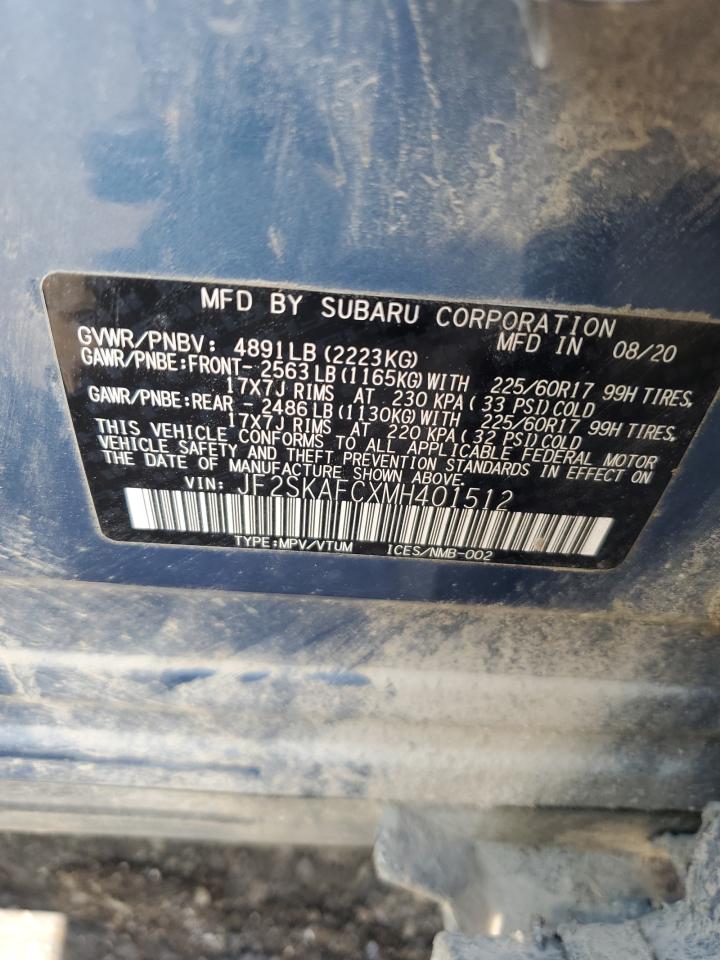 MFD BY SUBARU CORPORATION
GVWR/PNBV: 4891LB (2223KG) MFD IN 08/20
GAWR/PNBE:FRONT- 2563 LB (1165KG) WITH 225/60R17 99H TIRES,
17X7J RIMS AT 230 KPA ( 33 PSI) COLD
GAWR/PNBE:REAR - 2486 LB (1130KG) WITH 225/60R17 99H TIRES,
17X7J RIMS AT 220 KPA ( 32 PSI) COLD
THIS VEHICLE CONFORMS TO ALL APPLICABLE FEDERAL MOTOR
VEHICLE SAFETY AND THEFT PREVENTION STANDARDS IN EFFECT ON
THE DATE OF MANUFACTURE SHOWN ABOVE.
VIN: JF2SKAFCXMH401512
TYPE:MPV/VTUM ICES/NMB-002